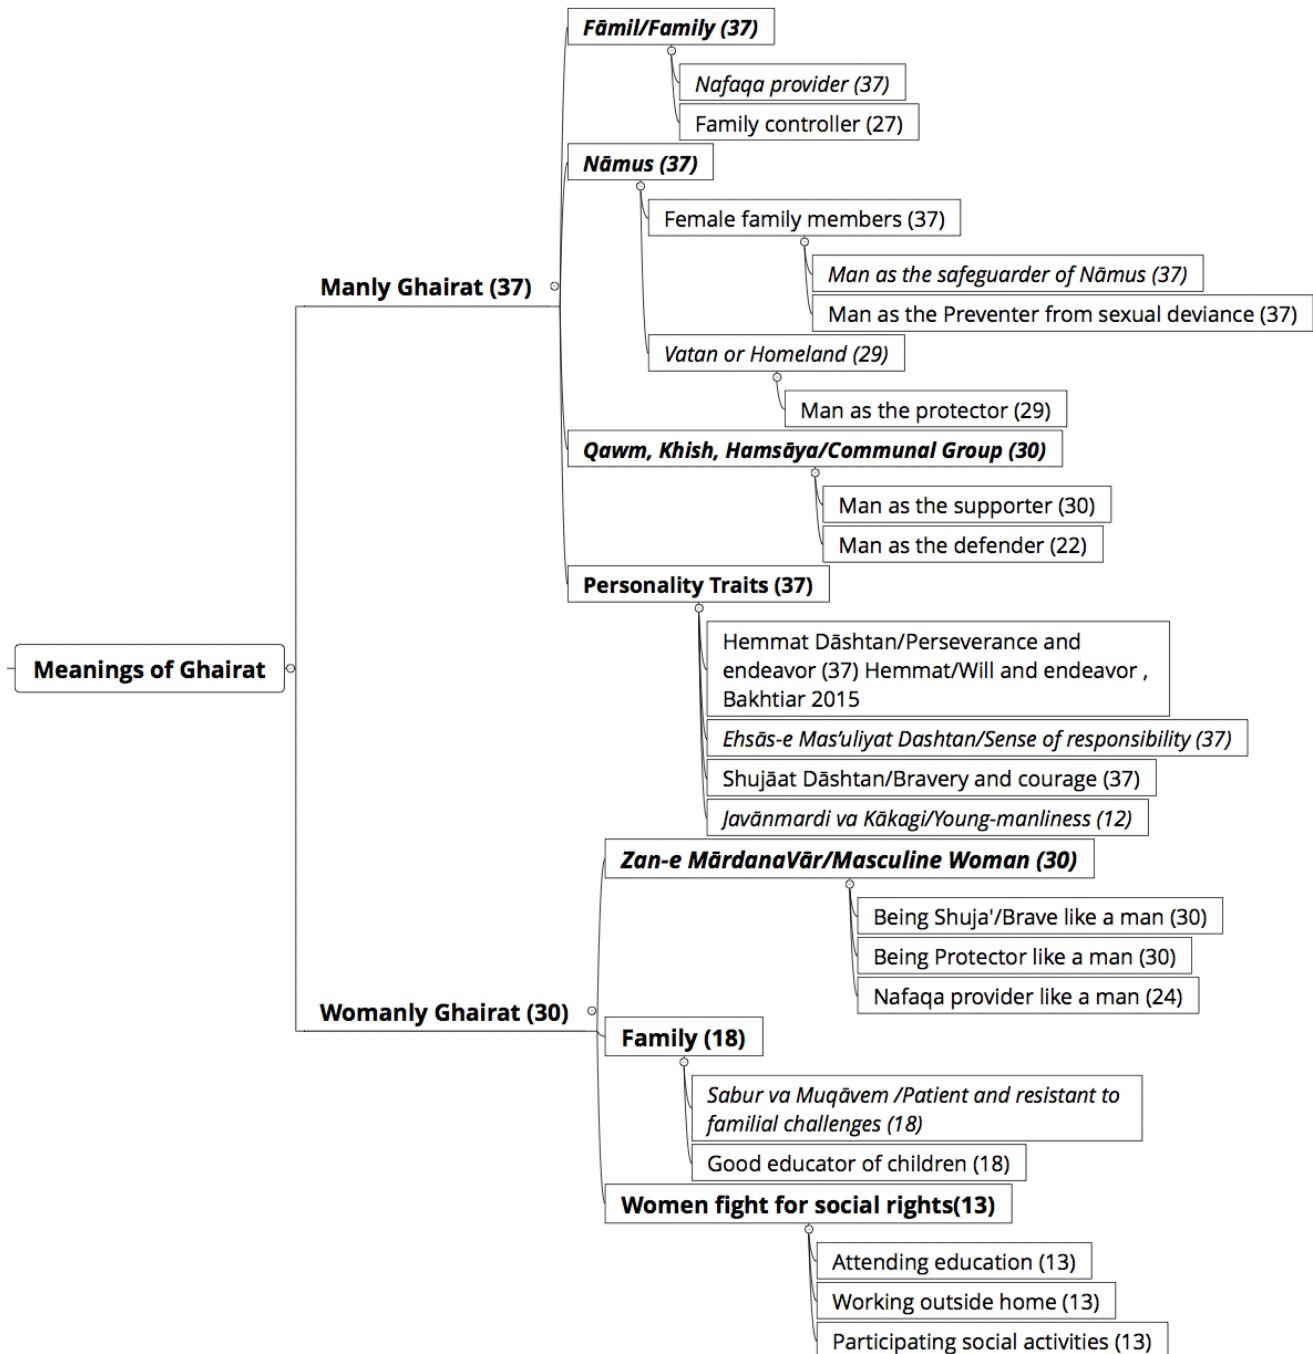 Fāmil/Family (37)
Nafaqa provider (37)
Family controller (27)
Nāmus (37)
Female family members (37)
Man as the safeguarder of Nāmus (37)
Manly Ghairat (37)
Man as the Preventer from sexual deviance (37)
Vatan or Homeland (29)
Man as the protector (29)
Qawm, Khish, Hamsāya/Communal Group (30)
Man as the supporter (30)
Man as the defender (22)
Personality Traits (37)
Hemmat Dāshtan/Perseverance and
endeavor (37) Hemmat/Will and endeavor ,
Bakhtiar 2015
Meanings of Ghairat
Ehsās-e Mas’uliyat Dashtan/Sense of responsibility (37)
Shujāat Dāshtan/Bravery and courage (37)
Javānmardi va Kākagi/Young-manliness (12)
Zan-e MārdanaVār/Masculine Woman (30)
Being Shuja'/Brave like a man (30)
Being Protector like a man (30)
Nafaqa provider like a man (24)
Womanly Ghairat (30)
Family (18)
Sabur va Muqāvem /Patient and resistant to
familial challenges (18)
Good educator of children (18)
Women fight for social rights(13)
Attending education (13)
Working outside home (13)
Participating social activities (13)